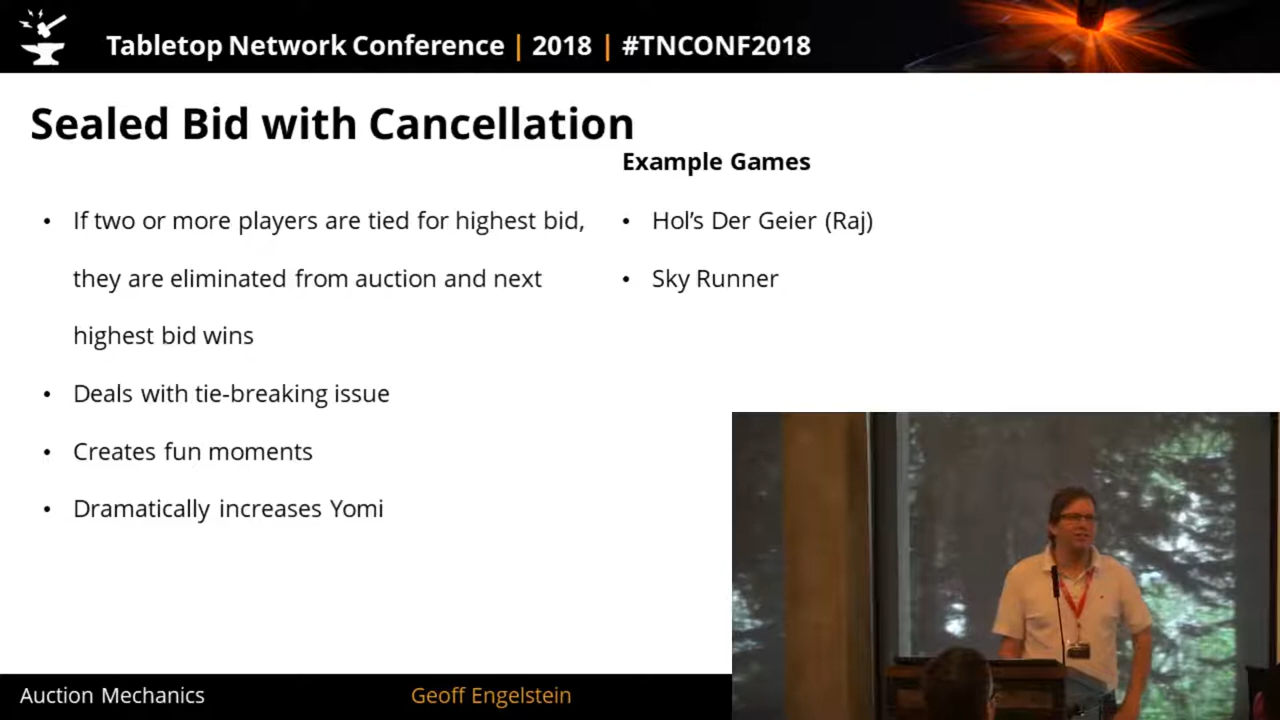 Tabletop Network Conference | 2018 | #TNCONF2018
Sealed Bid with Cancellation
• If two or more players are tied for highest bid,
they are eliminated from auction and next
highest bid wins
• Deals with tie-breaking issue
• Creates fun moments
• Dramatically increases Yomi
Example Games
• Hol’s Der Geier (Raj)
• Sky Runner
Auction Mechanics
Geoff Engelstein